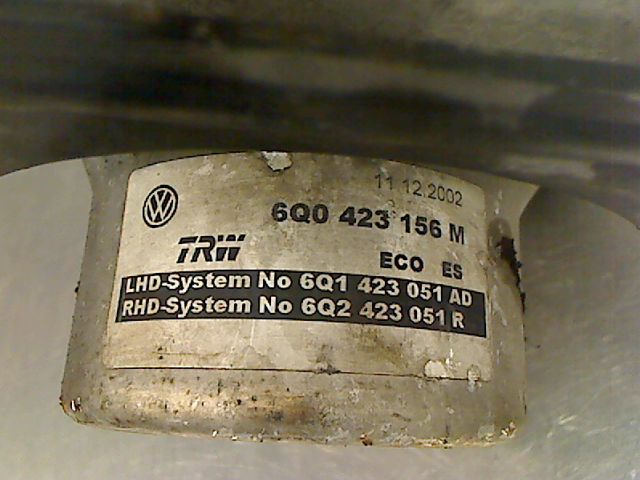 11.12.2002
6Q0 423 156 M
TRW
ECO ES
LHD-System No 6Q1 423 051 AD
RHD-System No 6Q2 423 051 R